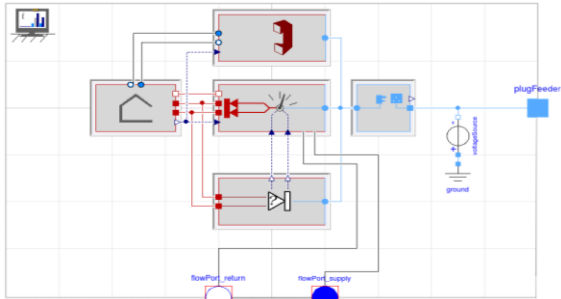 plugFeeder
voltageSource
ground
flowPort_return
flowPort_supply